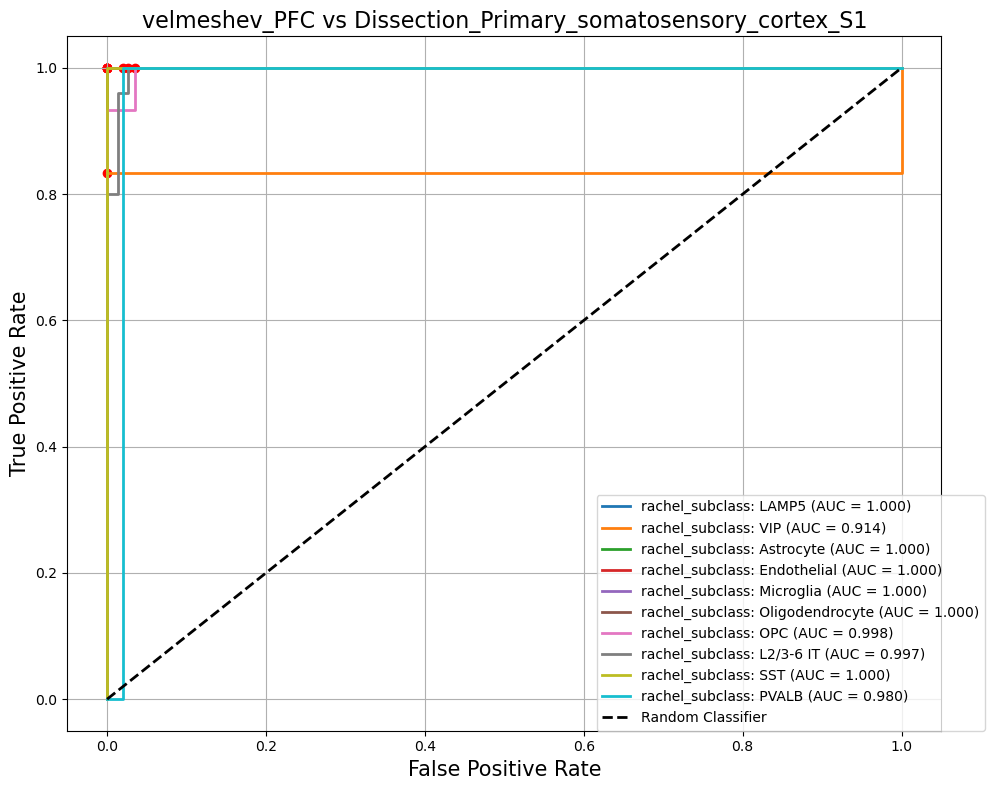 velmeshev_PFC vs Dissection_Primary_somatosensory_cortex_S1
True Positive Rate
1.0
0.8
0.6
0.4
0.2
0.0
rachel_subclass: LAMP5 (AUC = 1.000)
rachel_subclass: VIP (AUC = 0.914)
rachel_subclass: Astrocyte (AUC = 1.000)
rachel_subclass: Endothelial (AUC = 1.000)
rachel_subclass: Microglia (AUC = 1.000)
rachel_subclass: Oligodendrocyte (AUC = 1.000)
rachel_subclass: OPC (AUC = 0.998)
rachel_subclass: L2/3-6 IT (AUC = 0.997)
rachel_subclass: SST (AUC = 1.000)
rachel_subclass: PVALB (AUC = 0.980)
Random Classifier
0.0 0.2 0.4 0.6 0.8 1.0
False Positive Rate